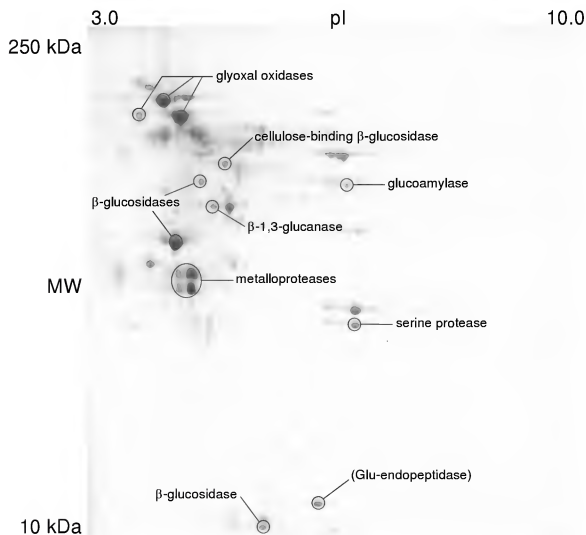 3.0 pI 10.0
250 kDa
glyoxal oxidases
cellulose-binding β-glucosidase
glucoamylase
β-glucosidases
β-1,3-glucanase
metalloproteases
MW
serine protease
(Glu-endopeptidase)
β-glucosidase
10 kDa